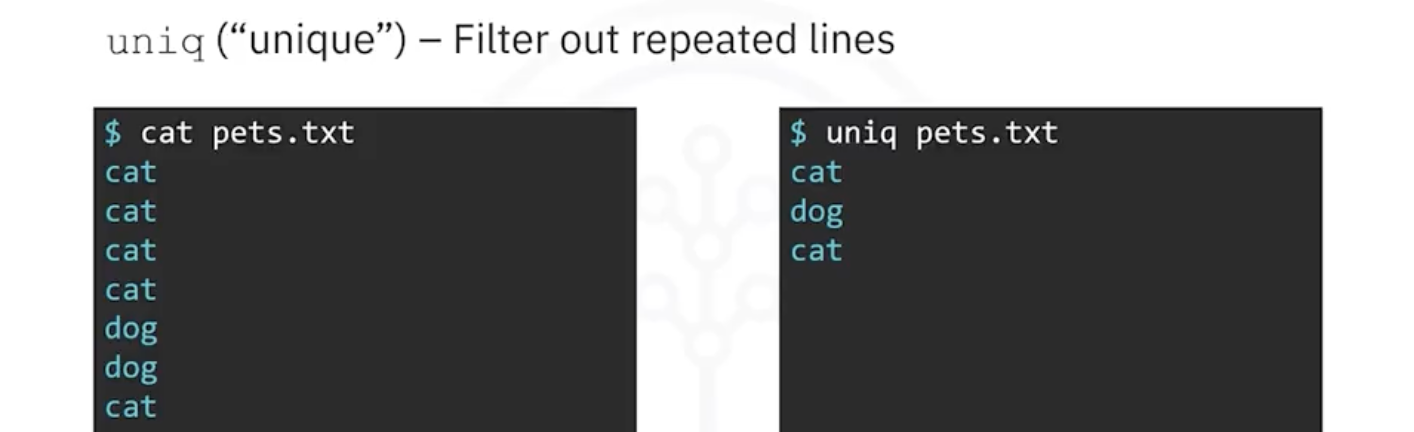 uniq (“unique”) – Filter out repeated lines
$ cat pets.txt
cat
cat
cat
cat
dog
dog
cat
$ uniq pets.txt
cat
dog
cat